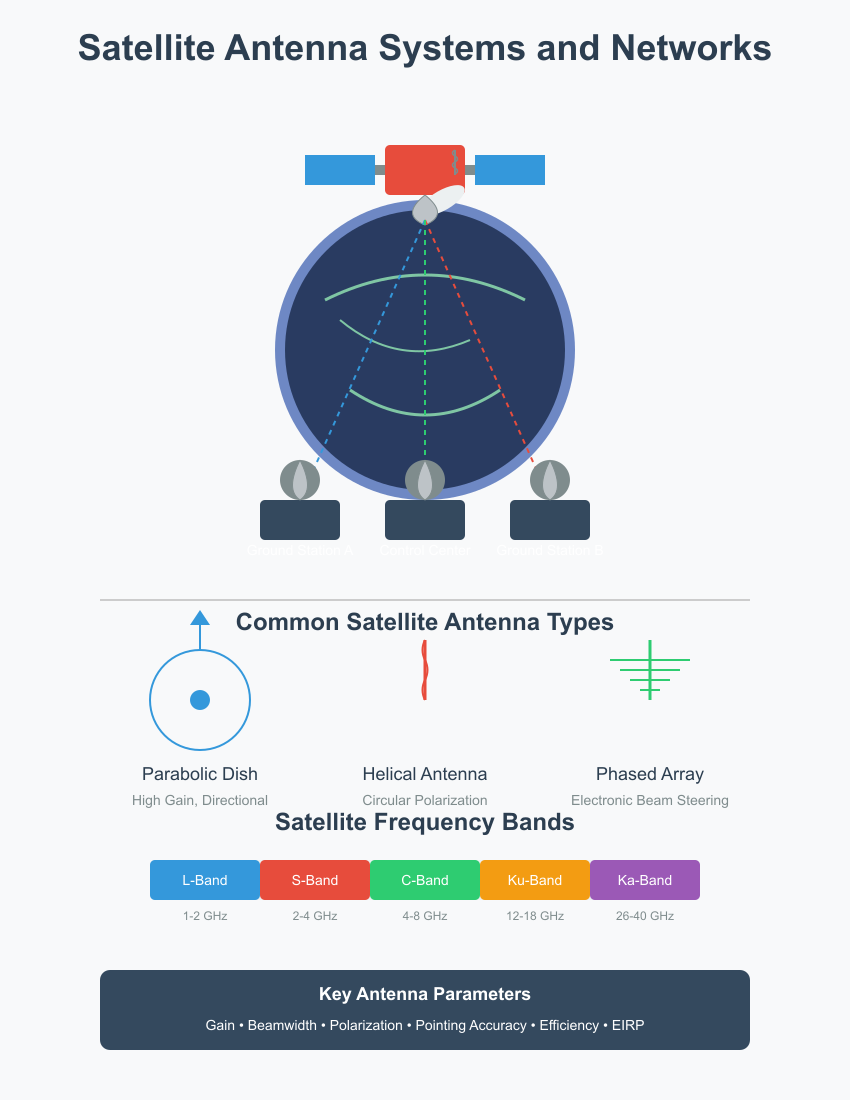 Satellite Antenna Systems and Networks
Ground Station A Control Center Ground Station B
Common Satellite Antenna Types
Parabolic Dish Helical Antenna Phased Array
High Gain, Directional Circular Polarization Electronic Beam Steering
Satellite Frequency Bands
L-Band S-Band C-Band Ku-Band Ka-Band
1-2 GHz 2-4 GHz 4-8 GHz 12-18 GHz 26-40 GHz
Key Antenna Parameters
Gain • Beamwidth • Polarization • Pointing Accuracy • Efficiency • EIRP